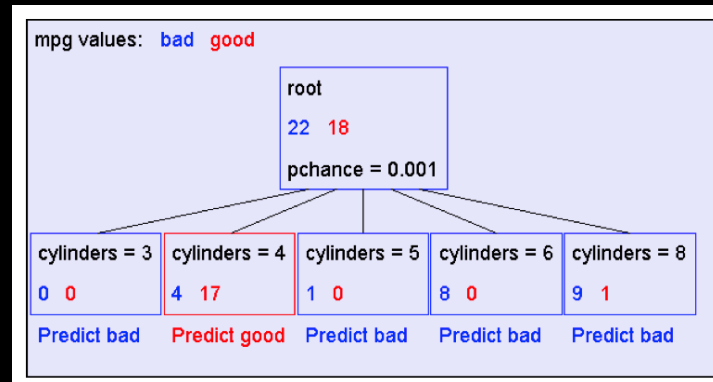 mpg values: bad good
root
22 18
pchance = 0.001
cylinders = 3 cylinders = 4 cylinders = 5 cylinders = 6 cylinders = 8
0 0 4 17 1 0 8 0 9 1
Predict bad Predict good Predict bad Predict bad Predict bad